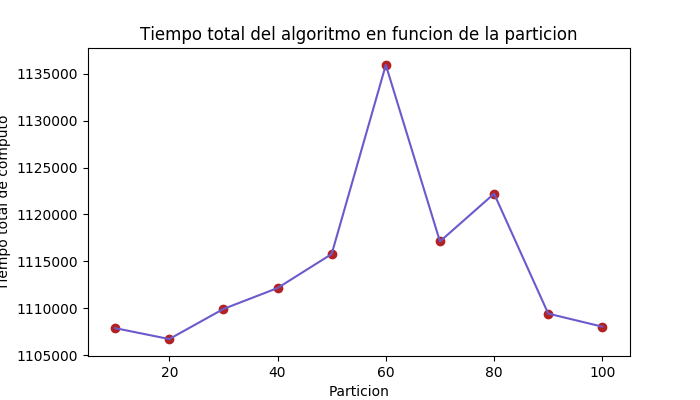 Tiempo total del algoritmo en funcion de la particion
Tiempo total de computo
1135000
1130000
1125000
1120000
1115000
1110000
1105000
20 40 60 80 100
Particion